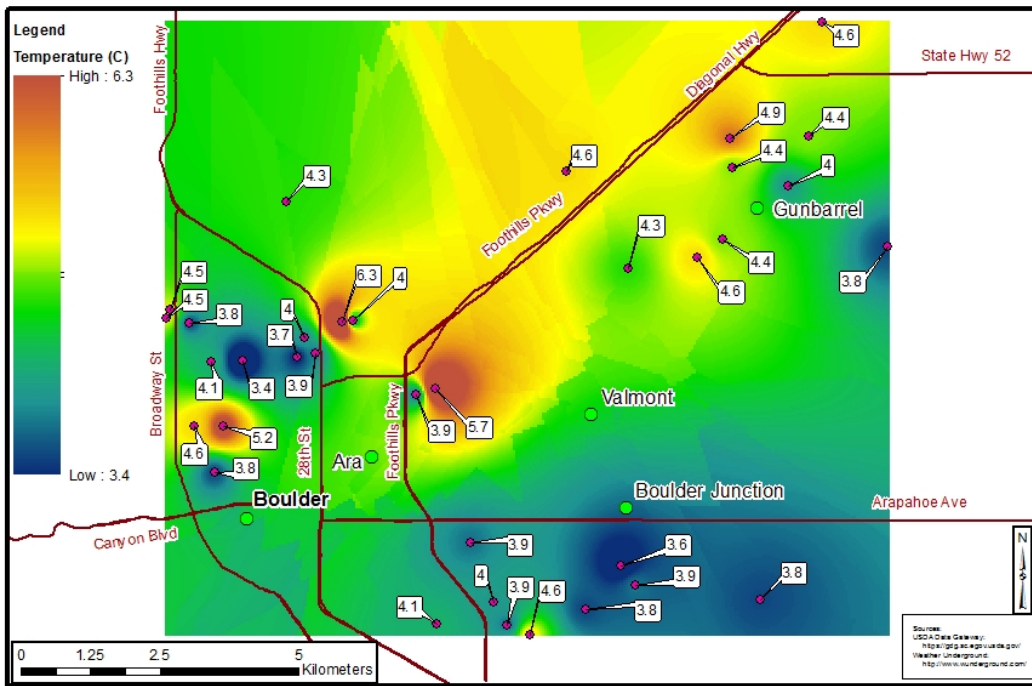 Legend
Temperature (C)
High : 6.3
Low : 3.4
Foothills Hwy
Diagonal Hwy
State Hwy 52
Foothills Pkwy
Broadway St
28th St
Foothills Pkwy
Arapahoe Ave
Canyon Blvd
Gunbarrel
Valmont
Ara
Boulder
Boulder Junction
4.6
4.9
4.4
4.4
4
4.6
4.3
4.3
4.4
4.6
3.8
4.5
4.5
3.8
4
6.3
4
3.7
4.1
3.4
3.9
3.9
5.7
4.6
5.2
3.8
3.9
3.6
3.9
3.8
4
4.1
3.9
4.6
3.8
N
0 1.25 2.5 5
Kilometers
Sources:
USDA Data Gateway:
https://gdg.sc.egov.usda.gov/
Weather Underground:
http://www.wunderground.com/